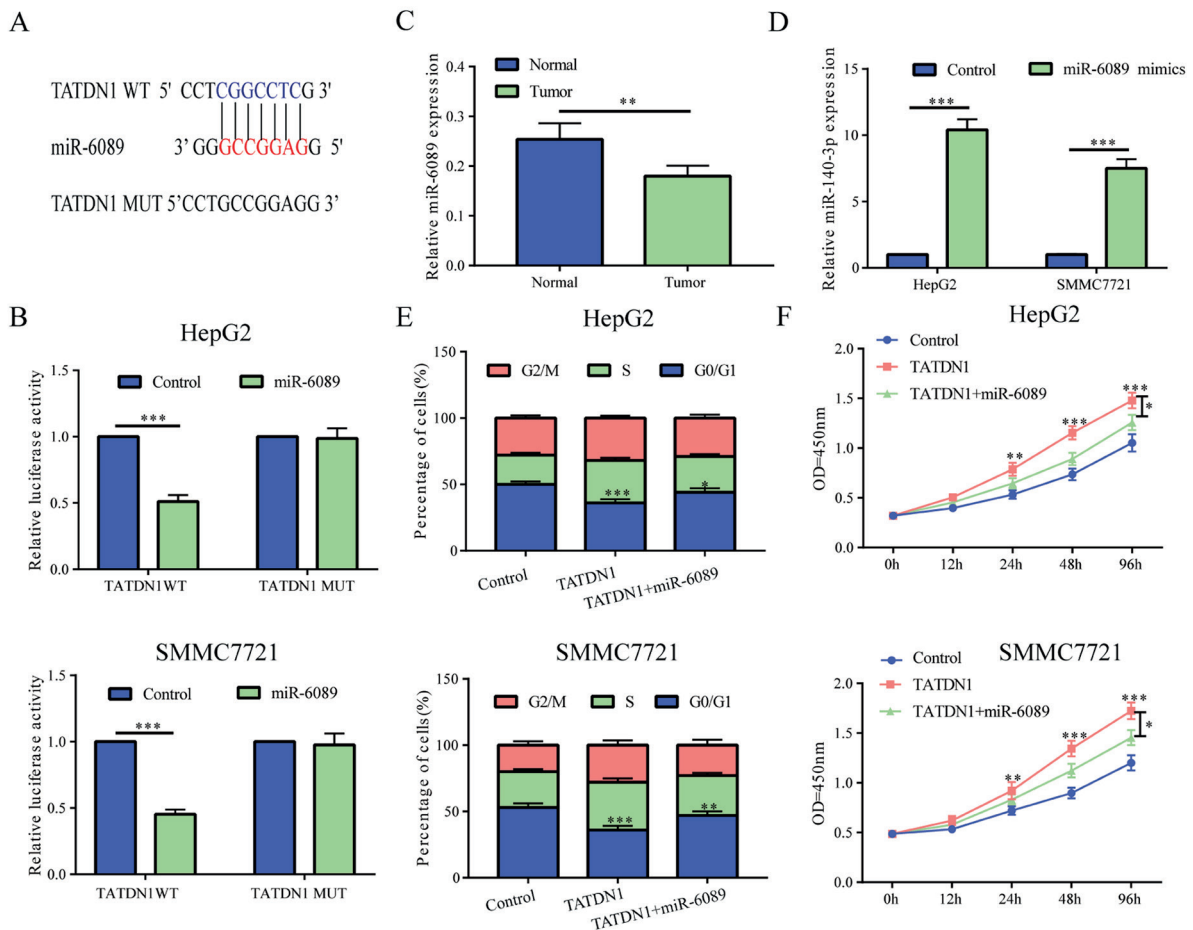 A
TATDN1 WT 5' CCTCGGCCTCG 3'
miR-6089 3' GGGCCGGAGG 5'
TATDN1 MUT 5'CCTGCCGGAGG 3'
C
Relative miR-6089 expression
0.4
0.3
0.2
0.1
0.0
Normal
Tumor
**
Normal
Tumor
D
Relative miR-140-3p expression
15
10
5
0
Control
miR-6089 mimics
***
***
HepG2
SMMC7721
B
HepG2
Relative luciferase activity
1.5
1.0
0.5
0.0
Control
miR-6089
***
TATDN1WT
TATDN1 MUT
SMMC7721
Relative luciferase activity
1.5
1.0
0.5
0.0
Control
miR-6089
***
TATDN1WT
TATDN1 MUT
E
HepG2
Percentage of cells(%)
150
100
50
0
G2/M
S
G0/G1
***
*
Control
TATDN1
TATDN1+miR-6089
SMMC7721
Percentage of cells(%)
150
100
50
0
G2/M
S
G0/G1
***
**
Control
TATDN1
TATDN1+miR-6089
F
HepG2
OD=450nm
2.0
1.5
1.0
0.5
0.0
Control
TATDN1
TATDN1+miR-6089
**
***
***
*
0h
12h
24h
48h
96h
SMMC7721
OD=450nm
2.0
1.5
1.0
0.5
0.0
Control
TATDN1
TATDN1+miR-6089
**
***
***
*
0h
12h
24h
48h
96h